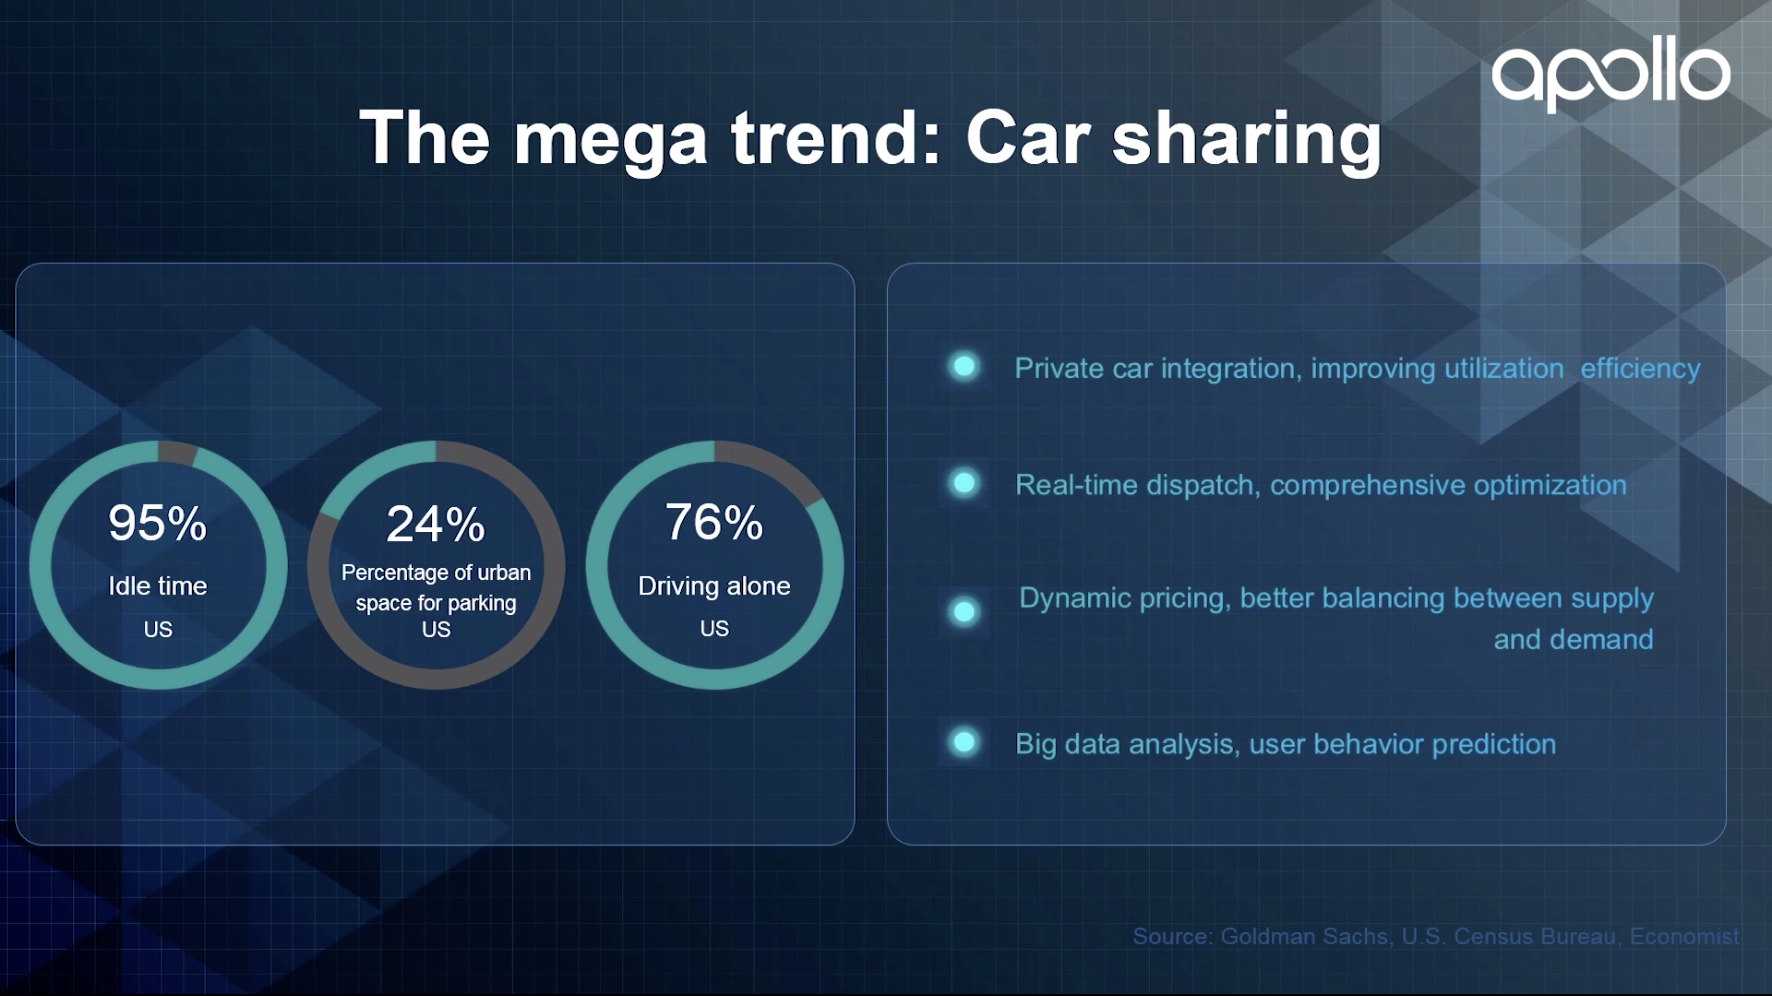 apollo
The mega trend: Car sharing
95%
Idle time
US
24%
Percentage of urban
space for parking
US
76%
Driving alone
US
Private car integration, improving utilization efficiency
Real-time dispatch, comprehensive optimization
Dynamic pricing, better balancing between supply
and demand
Big data analysis, user behavior prediction
Source: Goldman Sachs, U.S. Census Bureau, Economist